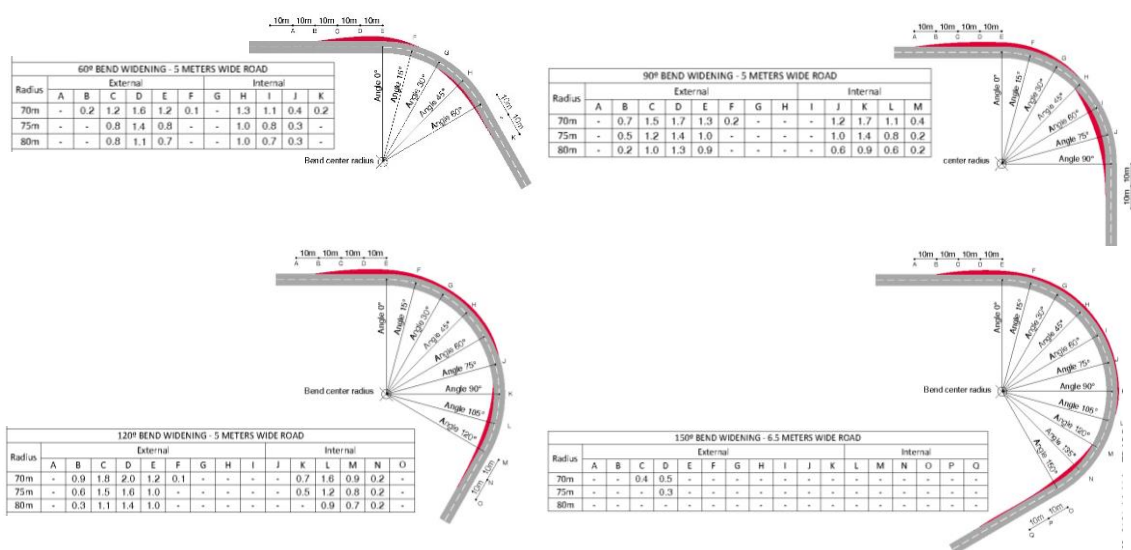 10m 10m 10m 10m
A B C D E
F
G
H
10m 10m
K
Angle 0°
Angle 15°
Angle 30°
Angle 45°
Angle 60°
Bend center radius
60º BEND WIDENING - 5 METERS WIDE ROAD
Radius External Internal
A B C D E F G H I J K
70m - 0.2 1.2 1.6 1.2 0.1 - 1.3 1.1 0.4 0.2
75m - - 0.8 1.4 0.8 - 1.0 0.8 0.3 -
80m - - 0.8 1.1 0.7 - 1.0 0.7 0.3 -
10m 10m 10m 10m
A B C D E
F
G
H
J
10m 10m
Angle 0°
Angle 15°
Angle 30°
Angle 45°
Angle 60°
Angle 75°
Angle 90°
center radius
90º BEND WIDENING - 5 METERS WIDE ROAD
Radius External Internal
A B C D E F G H I J K L M
70m - 0.7 1.5 1.7 1.3 0.2 - - - 1.2 1.7 1.1 0.4
75m - 0.5 1.2 1.4 1.0 - - - - 1.0 1.4 0.8 0.2
80m - 0.2 1.0 1.3 0.9 - - - - 0.6 0.9 0.6 0.2
10m 10m 10m 10m
A B C D E
F
G
H
J
K
L
M
N
O
10m 10m
Angle 0°
Angle 15°
Angle 30°
Angle 45°
Angle 60°
Angle 75°
Angle 90°
Angle 105°
Angle 120°
Bend center radius
120º BEND WIDENING - 5 METERS WIDE ROAD
Radius External Internal
A B C D E F G H I J K L M N O
70m - 0.9 1.8 2.0 1.2 0.1 - - - - 0.7 1.6 0.9 0.2 -
75m - 0.6 1.5 1.6 1.0 - - - - - 0.5 1.2 0.8 0.2 -
80m - 0.3 1.1 1.4 1.0 - - - - - - 0.9 0.7 0.2 -
10m 10m 10m 10m
A B C D E
F
G
H
I
J
L
M
N
O
P
Q
10m 10m
Angle 0°
Angle 15°
Angle 30°
Angle 45°
Angle 60°
Angle 75°
Angle 90°
Angle 105°
Angle 120°
Angle 135°
Angle 150°
Bend center radius
150º BEND WIDENING - 6.5 METERS WIDE ROAD
Radius External Internal
A B C D E F G H I J K L M N O P Q
70m - - 0.4 0.5 - - - - - - - - - - - - -
75m - - - 0.3 - - - - - - - - - - - - -
80m - - - - - - - - - - - - - - - - -